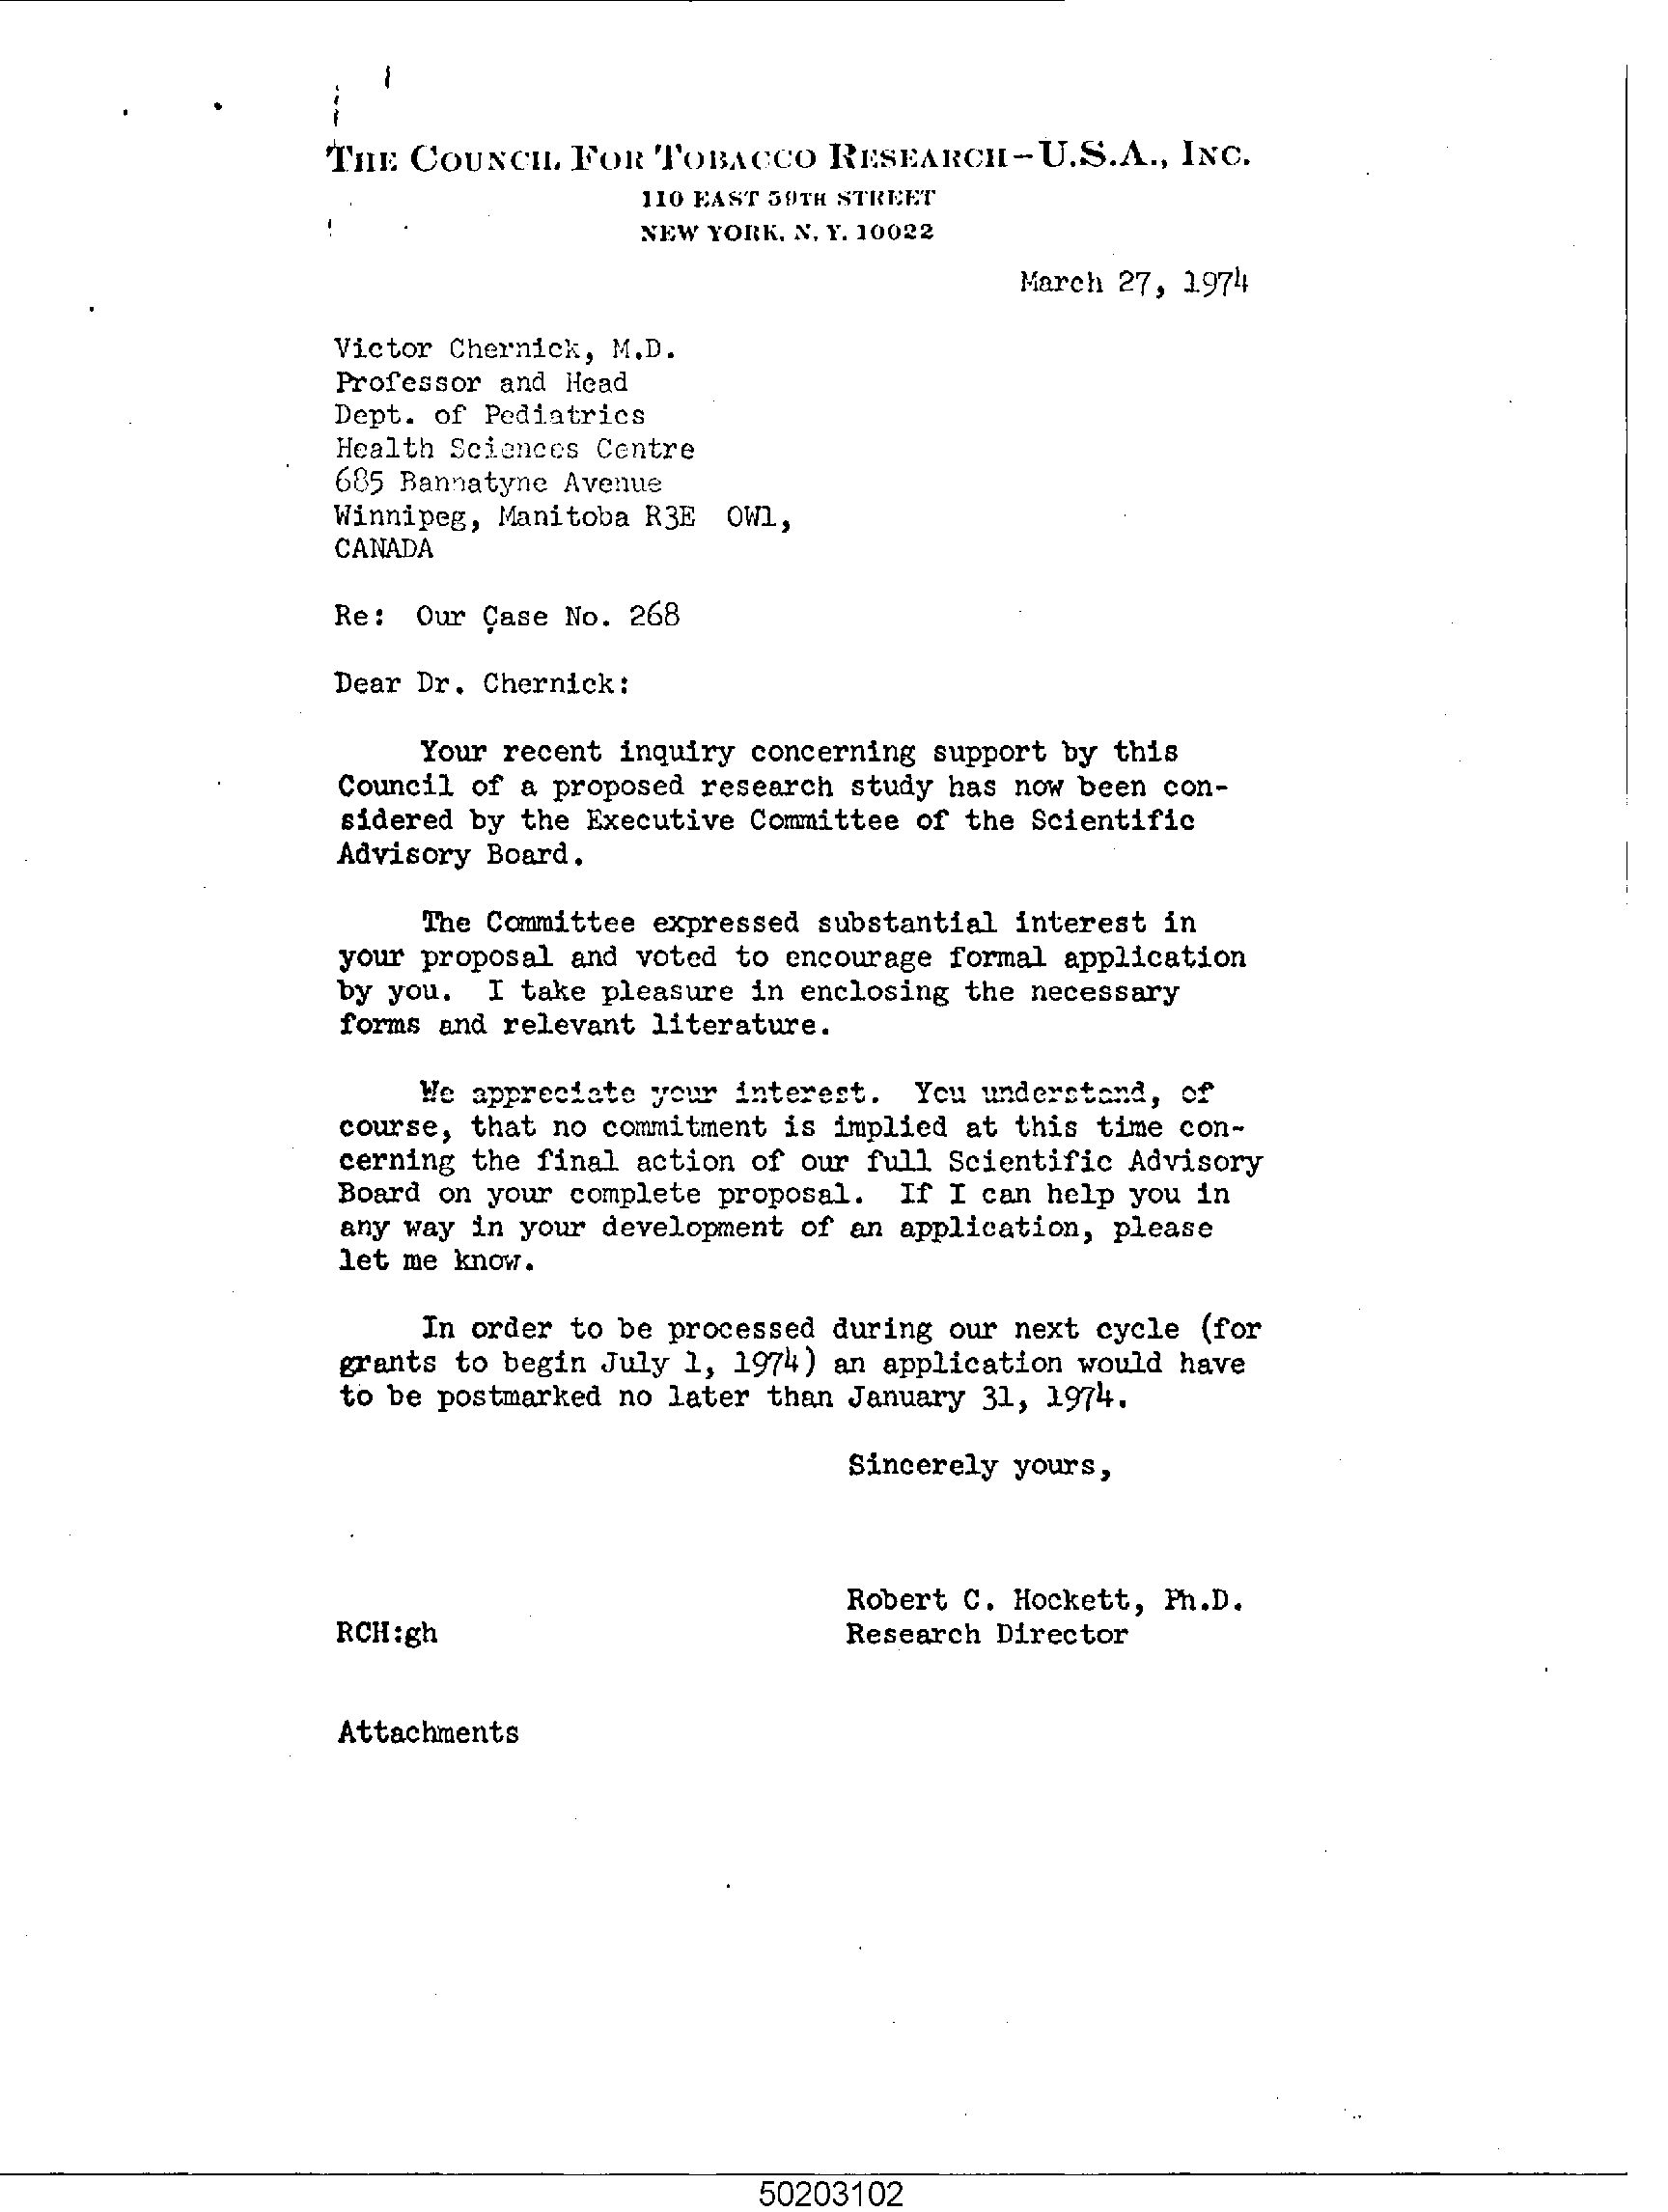 THE COUNCIL FOR TOBACCO RESEARCH-U.S.A., INC.
110 EAST 59TH STREET
NEW YORK, N. Y. 10022
March 27, 1974
Victor Chernick, M.D.
Professor and Head
Dept. of Pediatrics
Health Sciences Centre
685 Bannatyne Avenue
Winnipeg, Manitoba R3E  OW1,
CANADA
Re:  Our Case No. 268
Dear Dr. Chernick:
Your recent inquiry concerning support by this
Council of a proposed research study has now been con-
sidered by the Executive Committee of the Scientific
Advisory Board.
The Committee expressed substantial interest in
your proposal and voted to encourage formal application
by you.  I take pleasure in enclosing the necessary
forms and relevant literature.
We appreciate your interest.  You understand, of
course, that no commitment is implied at this time con-
cerning the final action of our full Scientific Advisory
Board on your complete proposal.  If I can help you in
any way in your development of an application, please
let me know.
In order to be processed during our next cycle (for
grants to begin July 1, 1974) an application would have
to be postmarked no later than January 31, 1974.
Sincerely yours,
Robert C. Hockett, Ph.D.
RCH:gh Research Director
Attachments
50203102